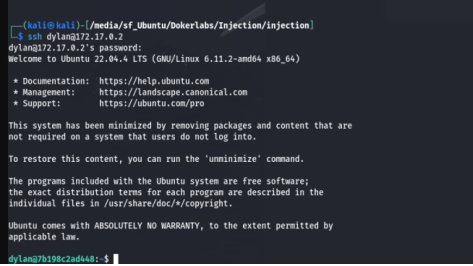 ┌──(kali㉿kali)-[/media/sf_Ubuntu/Dokerlabs/Injection/injection]
└─$ ssh dylan@172.17.0.2
dylan@172.17.0.2's password:
Welcome to Ubuntu 22.04.4 LTS (GNU/Linux 6.11.2-amd64 x86_64)
* Documentation: https://help.ubuntu.com
* Management: https://landscape.canonical.com
* Support: https://ubuntu.com/pro
This system has been minimized by removing packages and content that are
not required on a system that users do not log into.
To restore this content, you can run the 'unminimize' command.
The programs included with the Ubuntu system are free software;
the exact distribution terms for each program are described in the
individual files in /usr/share/doc/*/copyright.
Ubuntu comes with ABSOLUTELY NO WARRANTY, to the extent permitted by
applicable law.
dylan@7b198c2ad448:~$